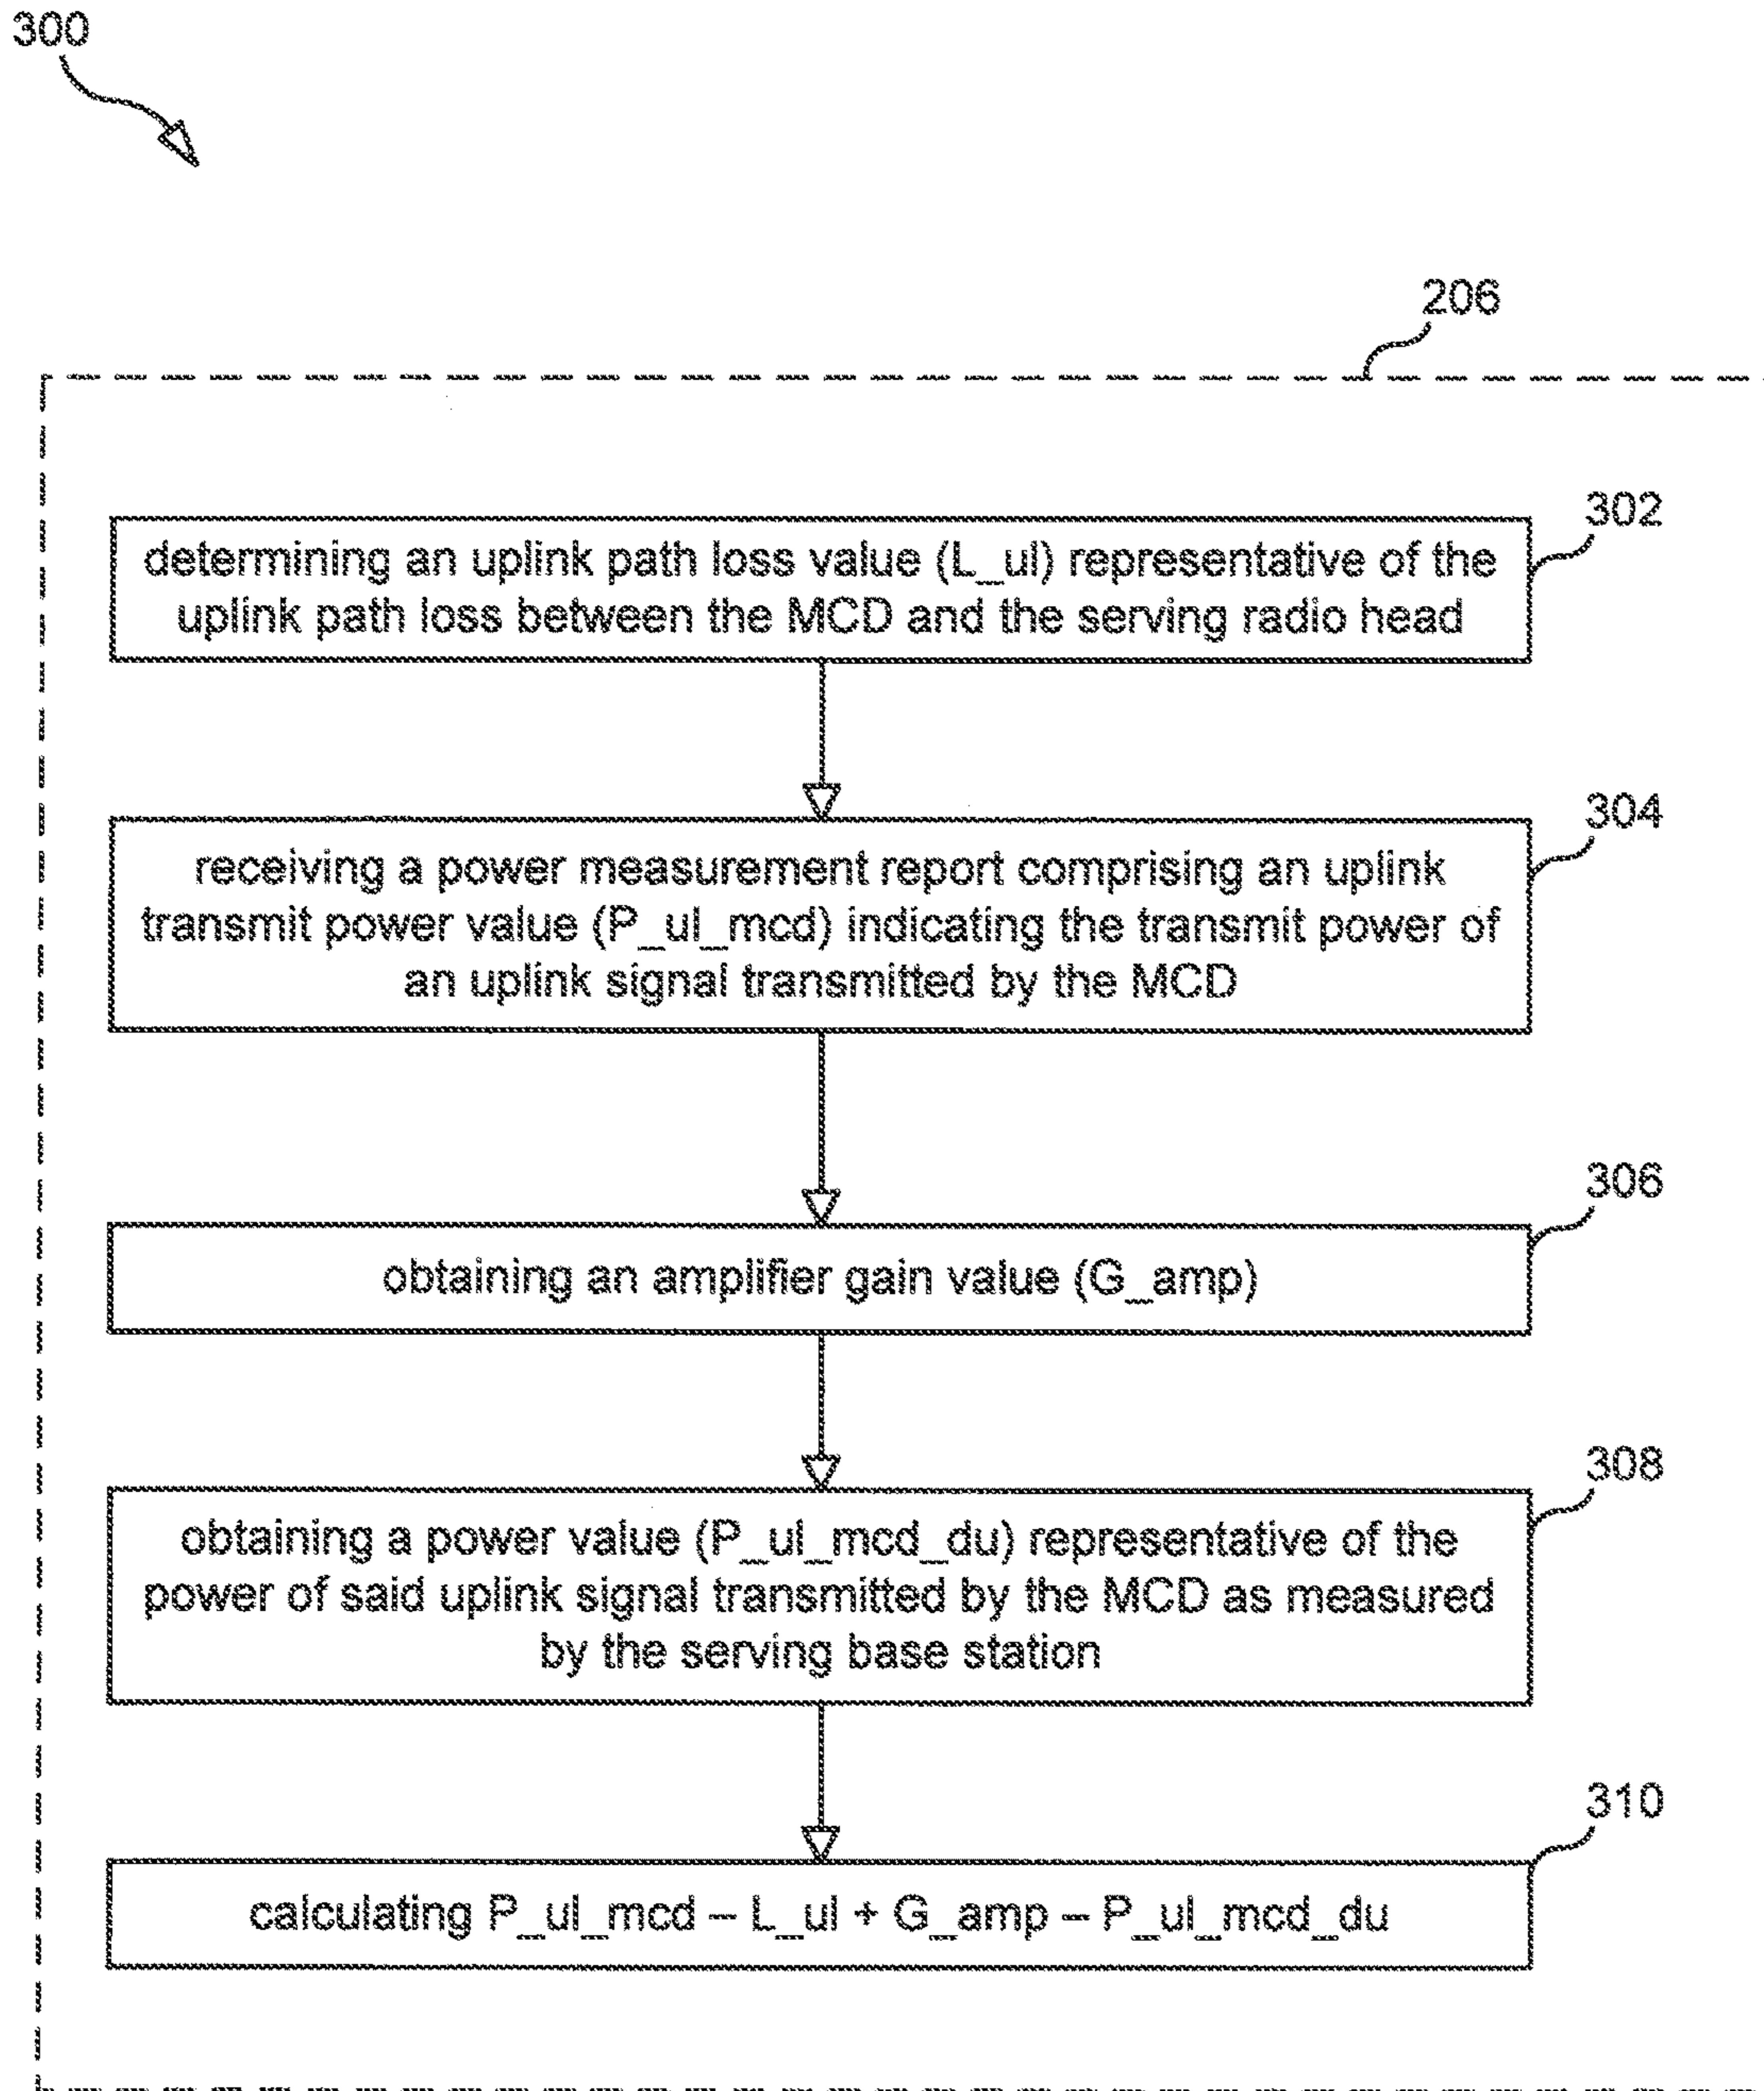 300
206
302
determining an uplink path loss value (L_ul) representative of the
uplink path loss between the MCD and the serving radio head
304
receiving a power measurement report comprising an uplink
transmit power value (P_ul_mcd) indicating the transmit power of
an uplink signal transmitted by the MCD
306
obtaining an amplifier gain value (G_amp)
308
obtaining a power value (P_ul_mcd_du) representative of the
power of said uplink signal transmitted by the MCD as measured
by the serving base station
310
calculating P_ul_mcd – L_ul + G_amp – P_ul_mcd_du